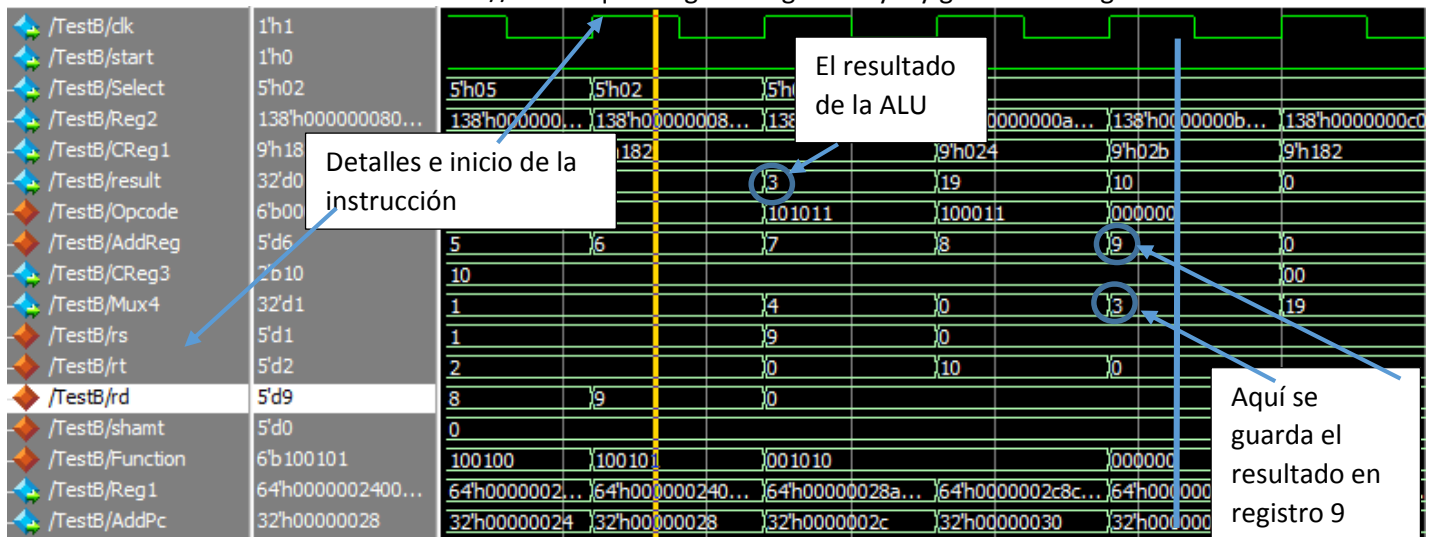 /TestB/clk 1'h1
/TestB/start 1'h0
/TestB/Select 5'h02 5'h05 5'h02
/TestB/Reg2 138'h000000080... 138'h000000... 138'h00000008... 0000000a... 138'h0000000b... 138'h0000000c0
/TestB/CReg1 9'h18 182 9'h024 9'h02b 9'h182
/TestB/result 32'd0 3 19 10 0
/TestB/Opcode 6'b00 101011 100011 000000
/TestB/AddReg 5'd6 5 6 7 8 9 0
/TestB/CReg3 2'b10 10 00
/TestB/Mux4 32'd1 1 4 0 3 19
/TestB/rs 5'd1 1 9 0
/TestB/rt 5'd2 2 0 10 0
/TestB/rd 5'd9 8 9 0
/TestB/shamt 5'd0 0
/TestB/Function 6'b100101 100100 100101 001010 000000
/TestB/Reg1 64'h0000002400... 64'h0000002... 64'h000000240... 64'h00000028a... 64'h0000002c8c... 64'h000000
/TestB/AddPc 32'h00000028 32'h00000024 32'h00000028 32'h0000002c 32'h00000030 32'h000000
El resultado
de la ALU
Detalles e inicio de la
instrucción
Aquí se
guarda el
resultado en
registro 9